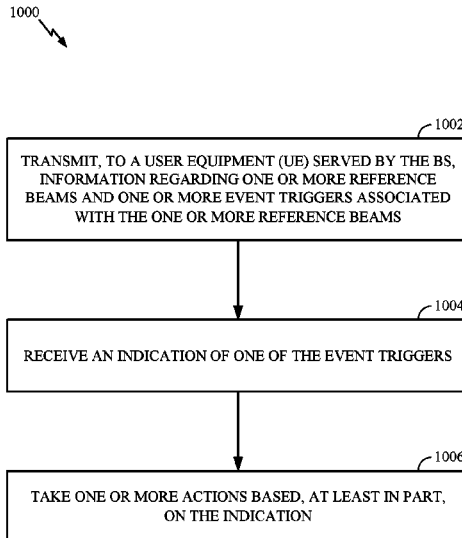 1000
1002
TRANSMIT, TO A USER EQUIPMENT (UE) SERVED BY THE BS,
INFORMATION REGARDING ONE OR MORE REFERENCE
BEAMS AND ONE OR MORE EVENT TRIGGERS ASSOCIATED
WITH THE ONE OR MORE REFERENCE BEAMS
1004
RECEIVE AN INDICATION OF ONE OF THE EVENT TRIGGERS
1006
TAKE ONE OR MORE ACTIONS BASED, AT LEAST IN PART,
ON THE INDICATION